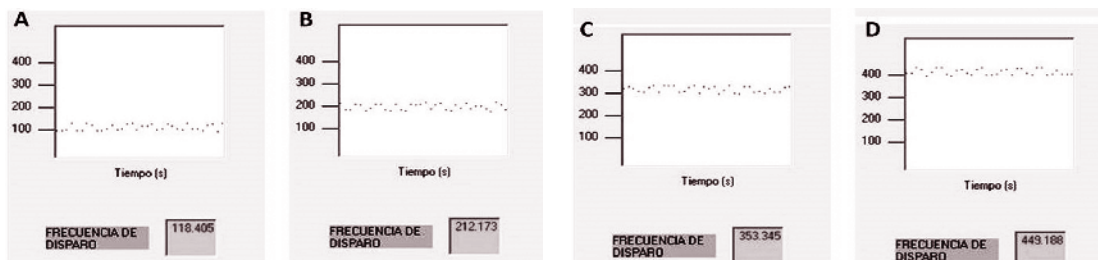 A
400
300
200
100
Tiempo (s)
FRECUENCIA DE
DISPARO
118.405
B
400
300
200
100
Tiempo (s)
FRECUENCIA DE
DISPARO
212.173
C
400
300
200
100
Tiempo (s)
FRECUENCIA DE
DISPARO
353.345
D
400
300
200
100
Tiempo (s)
FRECUENCIA DE
DISPARO
449.188